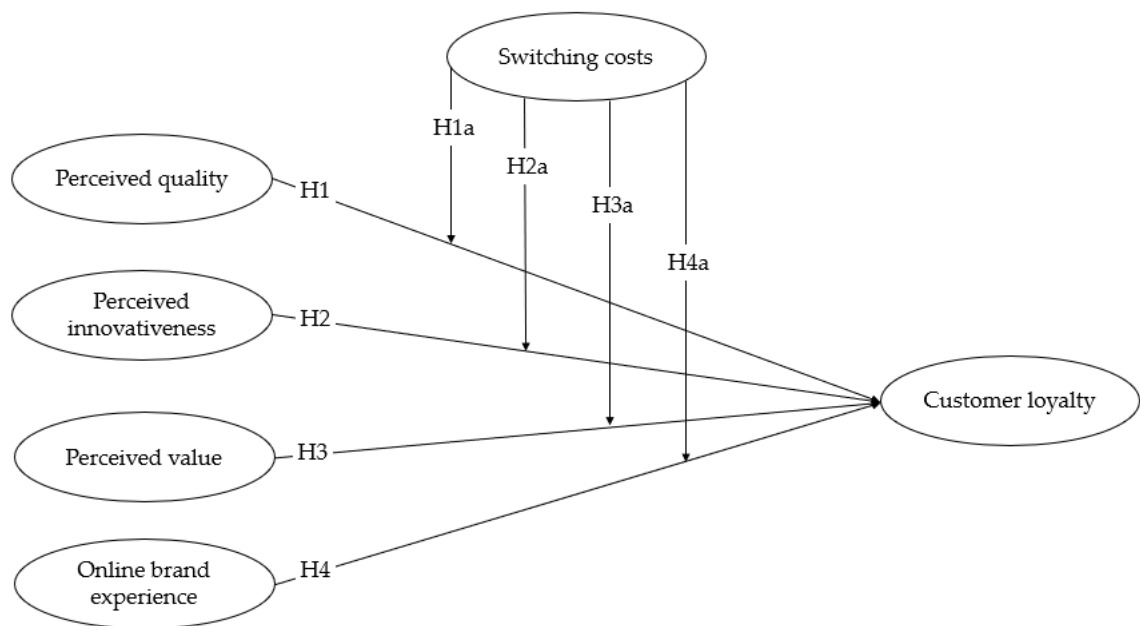 Switching costs
H1a
H2a
H3a
H4a
Perceived quality
H1
Perceived
innovativeness
H2
Perceived value
H3
Online brand
experience
H4
Customer loyalty